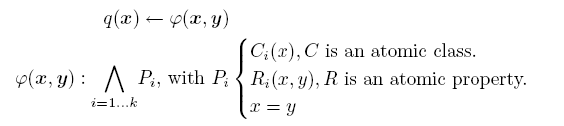 q(x) ← φ(x, y)
φ(x, y) : ⋀_{i=1...k} P_i, with P_i { C_i(x), C is an atomic class.
R_i(x, y), R is an atomic property.
x = y